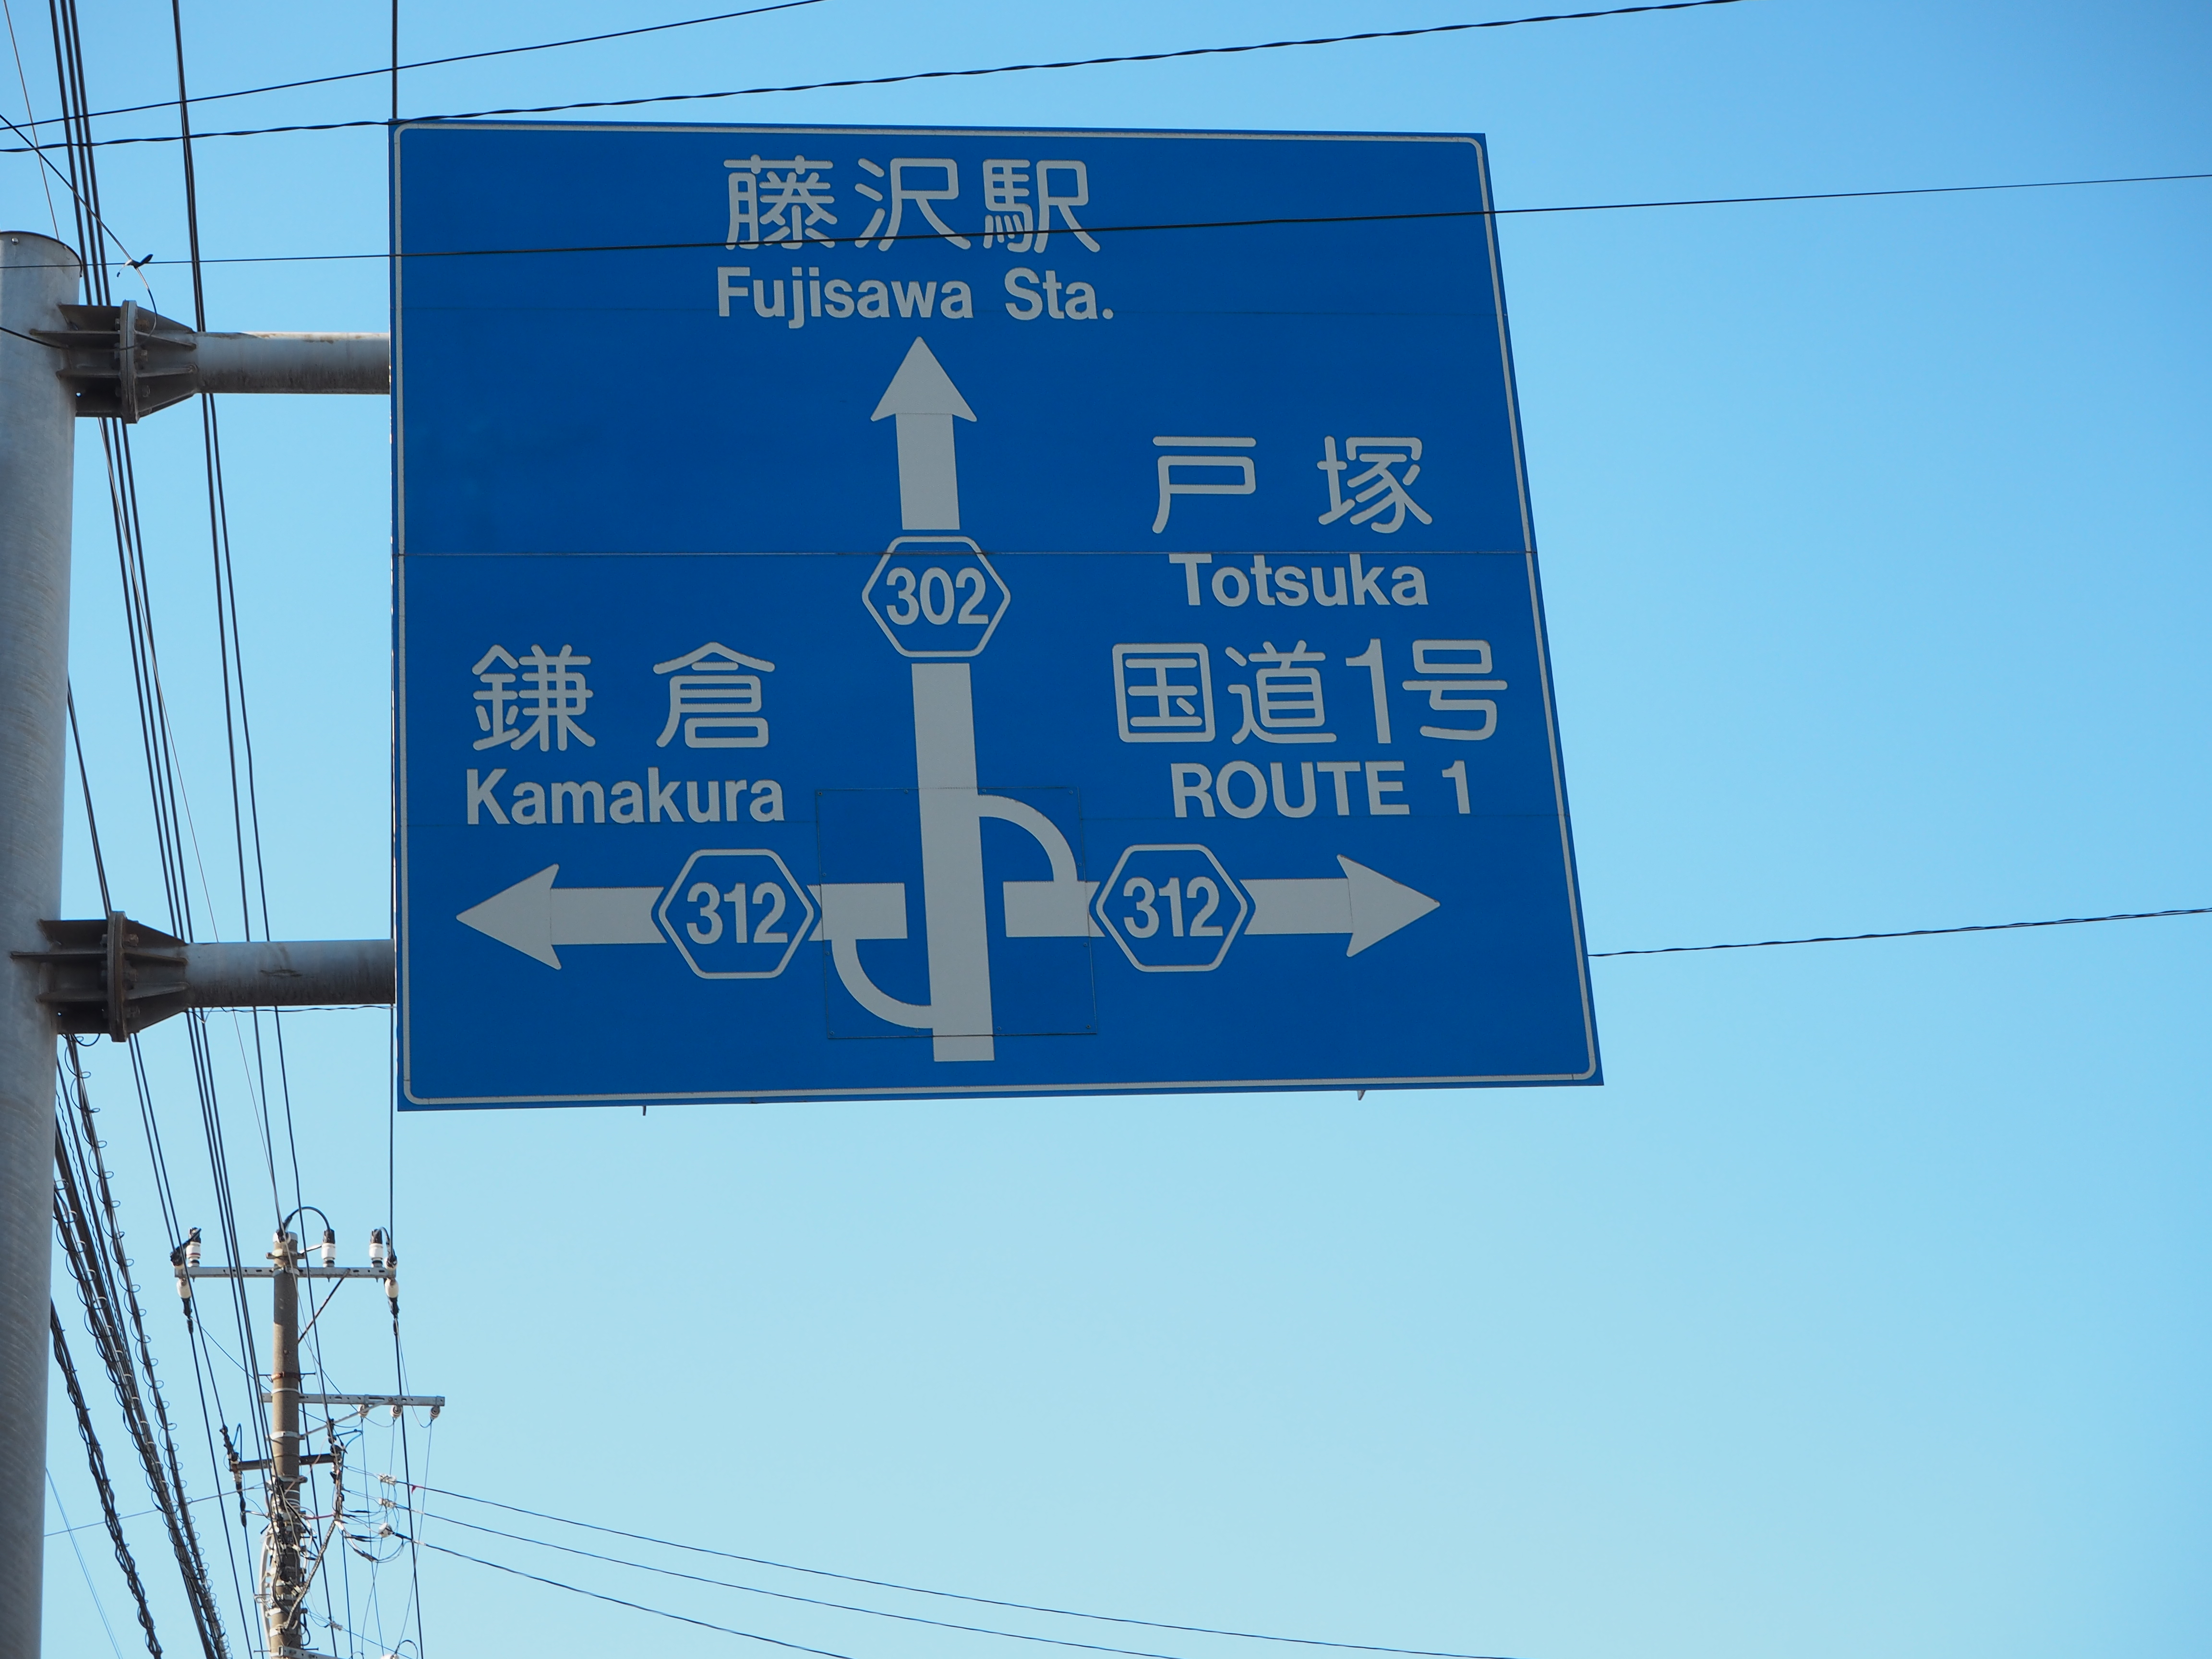 藤沢駅
Fujisawa Sta.
戸塚
Totsuka
302
鎌倉
Kamakura
国道1号
ROUTE 1
312
312